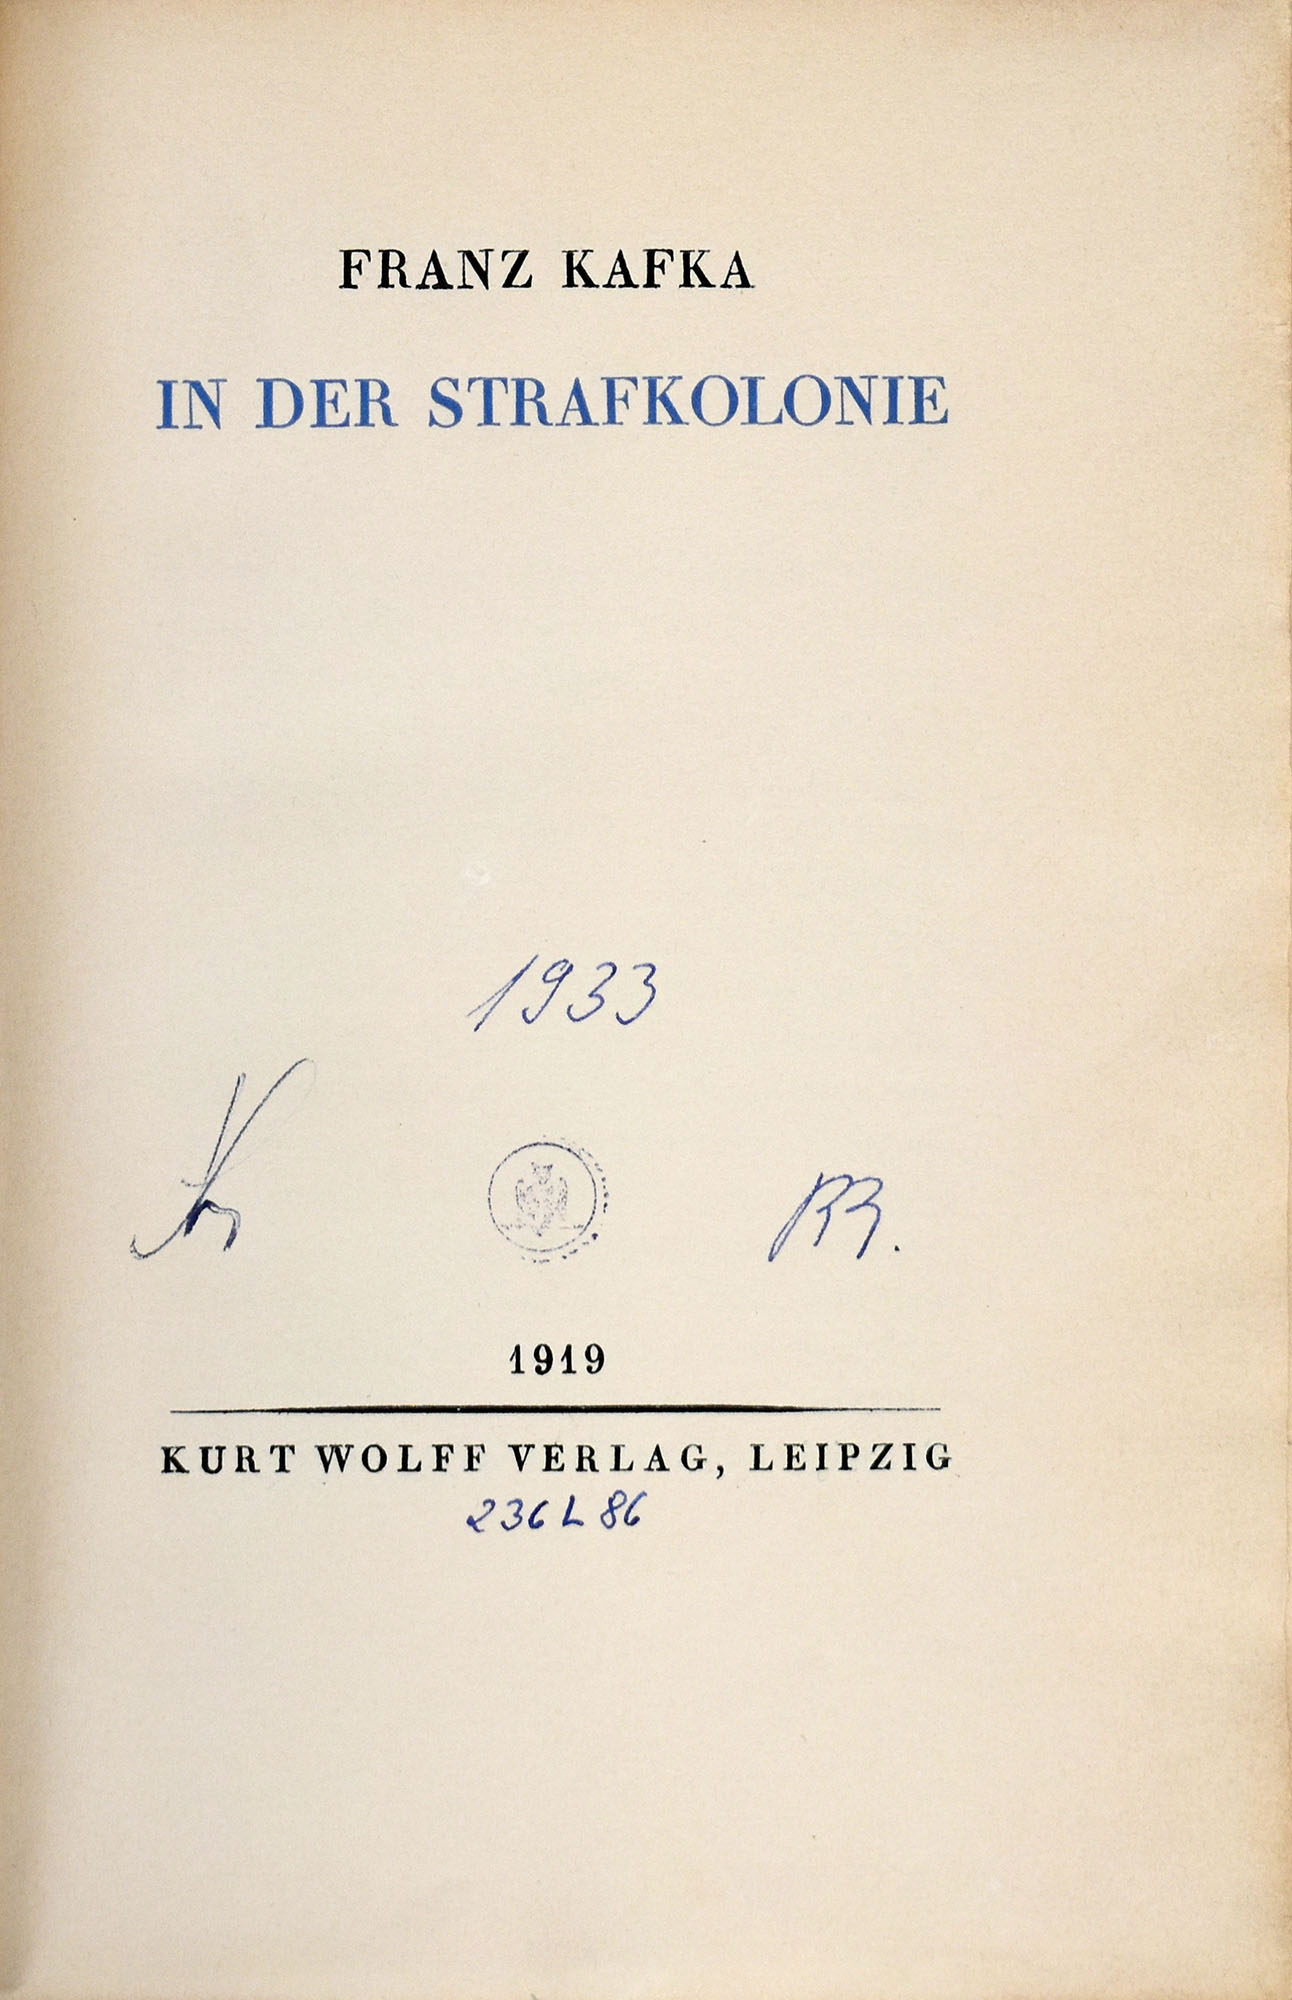 FRANZ KAFKA
IN DER STRAFKOLONIE
1933
1919
KURT WOLFF VERLAG, LEIPZIG
236 L 86